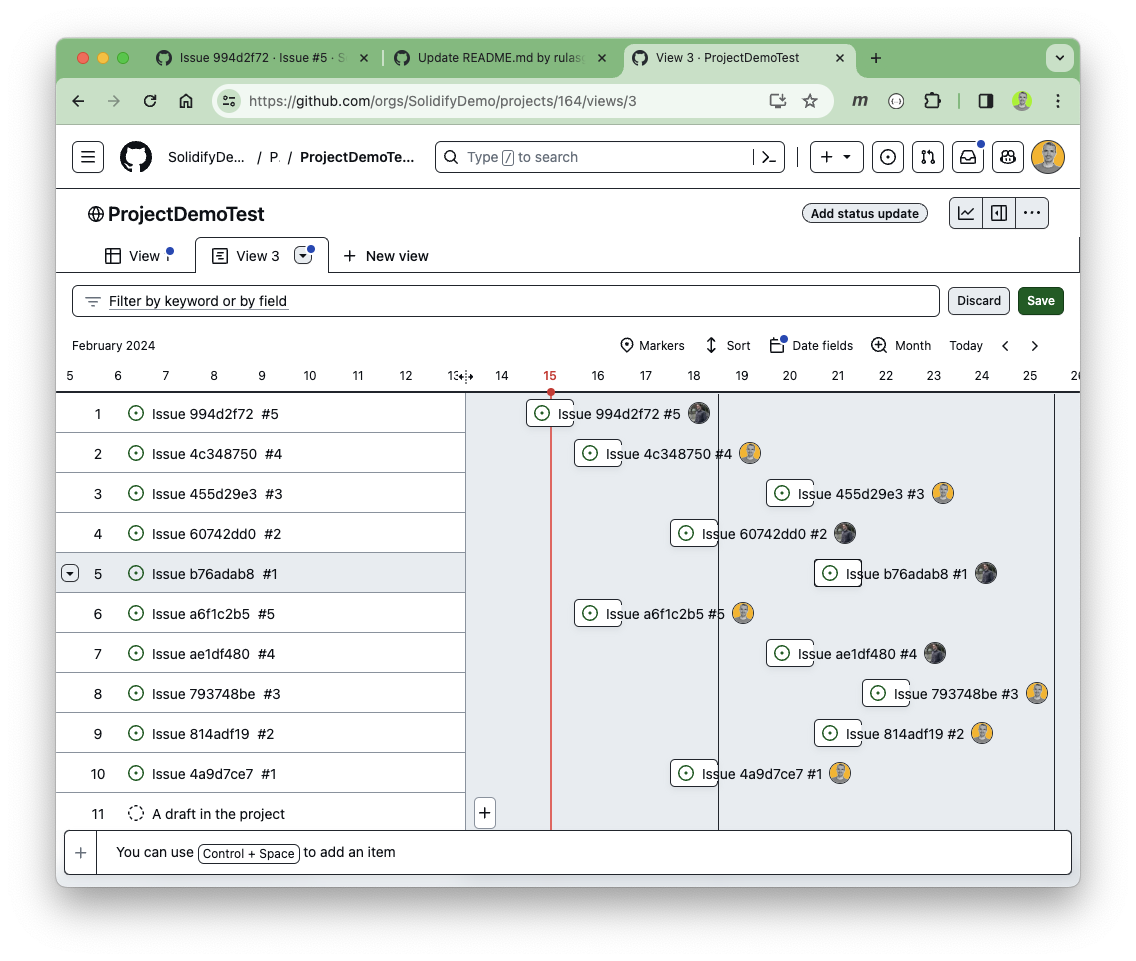 Issue 994d2f72 · Issue #5 · S
Update README.md by rulas
View 3 · ProjectDemoTest
https://github.com/orgs/SolidifyDemo/projects/164/views/3
m
SolidifyDe... / P. / ProjectDemoTe...
Type / to search
ProjectDemoTest
Add status update
View
View 3
New view
Filter by keyword or by field
Discard
Save
February 2024
Markers
Sort
Date fields
Month
Today
5 6 7 8 9 10 11 12 13 14 15 16 17 18 19 20 21 22 23 24 25 26
1 Issue 994d2f72 #5 Issue 994d2f72 #5
2 Issue 4c348750 #4 Issue 4c348750 #4
3 Issue 455d29e3 #3 Issue 455d29e3 #3
4 Issue 60742dd0 #2 Issue 60742dd0 #2
5 Issue b76adab8 #1 Issue b76adab8 #1
6 Issue a6f1c2b5 #5 Issue a6f1c2b5 #5
7 Issue ae1df480 #4 Issue ae1df480 #4
8 Issue 793748be #3 Issue 793748be #3
9 Issue 814adf19 #2 Issue 814adf19 #2
10 Issue 4a9d7ce7 #1 Issue 4a9d7ce7 #1
11 A draft in the project
You can use Control + Space to add an item